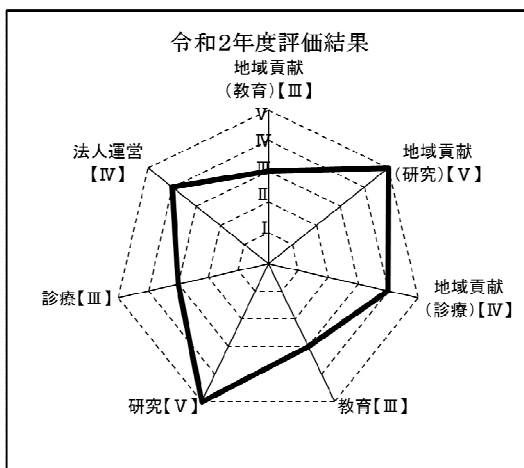 令和2年度評価結果
地域貢献
(教育)【Ⅲ】
Ⅴ
Ⅳ
Ⅲ
Ⅱ
Ⅰ
地域貢献
(研究)【Ⅴ】
地域貢献
(診療)【Ⅳ】
教育【Ⅲ】
研究【Ⅴ】
診療【Ⅲ】
法人運営
【Ⅳ】